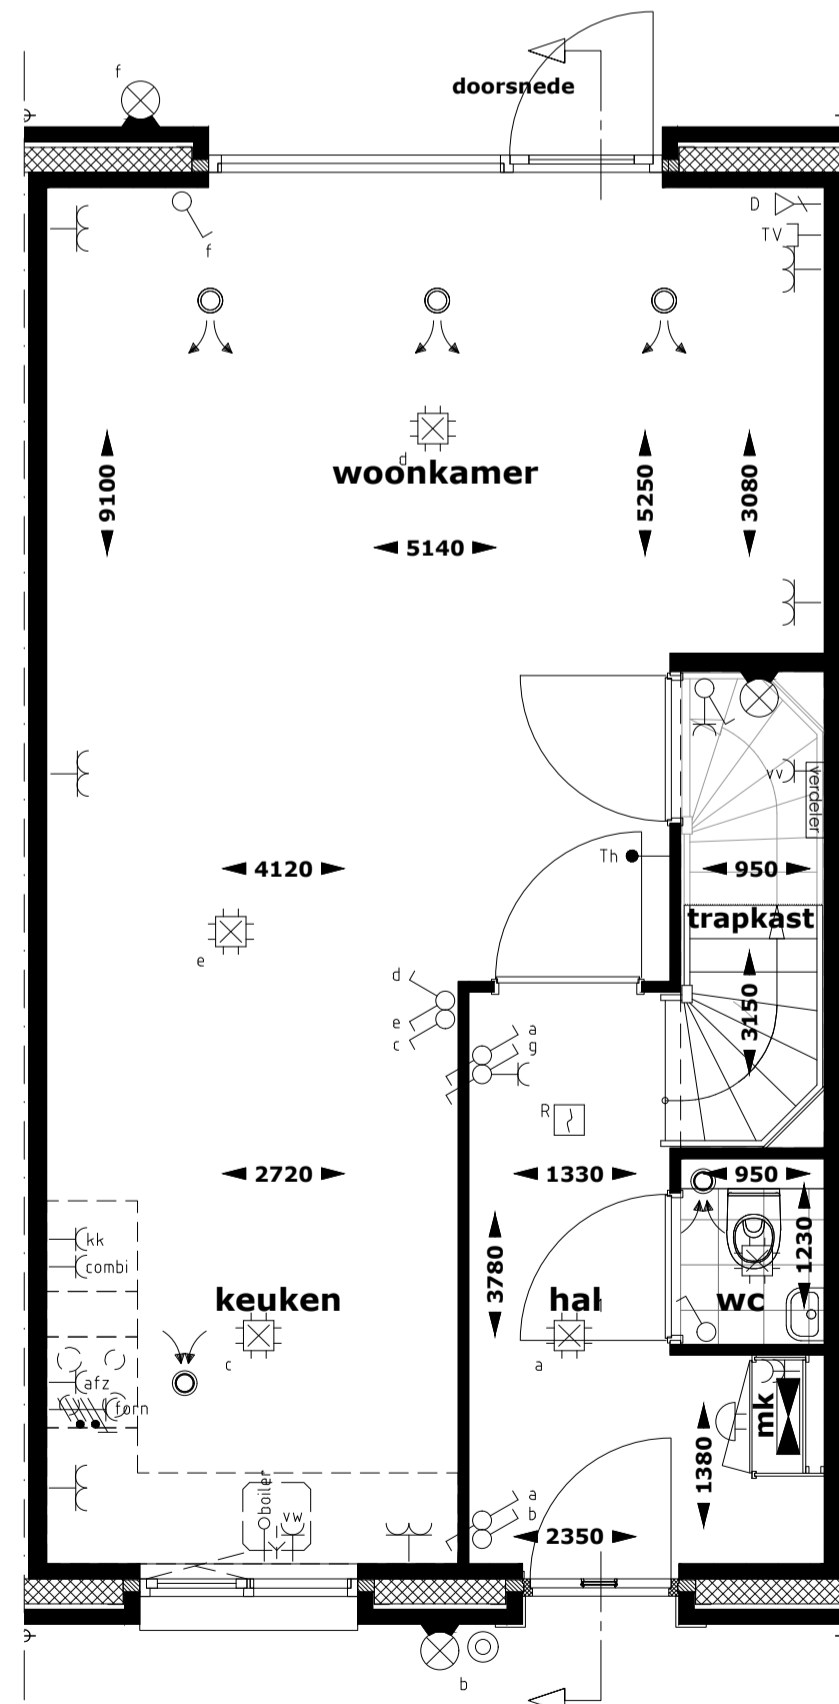 f
doorsnede
D
f
TV
d
woonkamer
9100
5250
3080
5140
vv
verdeler
Th
4120
950
trapkast
e
d
e
c
a
g
3150
R
2720
1330
950
kk
combi
3780
1230
keuken
hal
wc
c
a
afz
forn
mk
1380
boiler
vw
a
b
2350
b